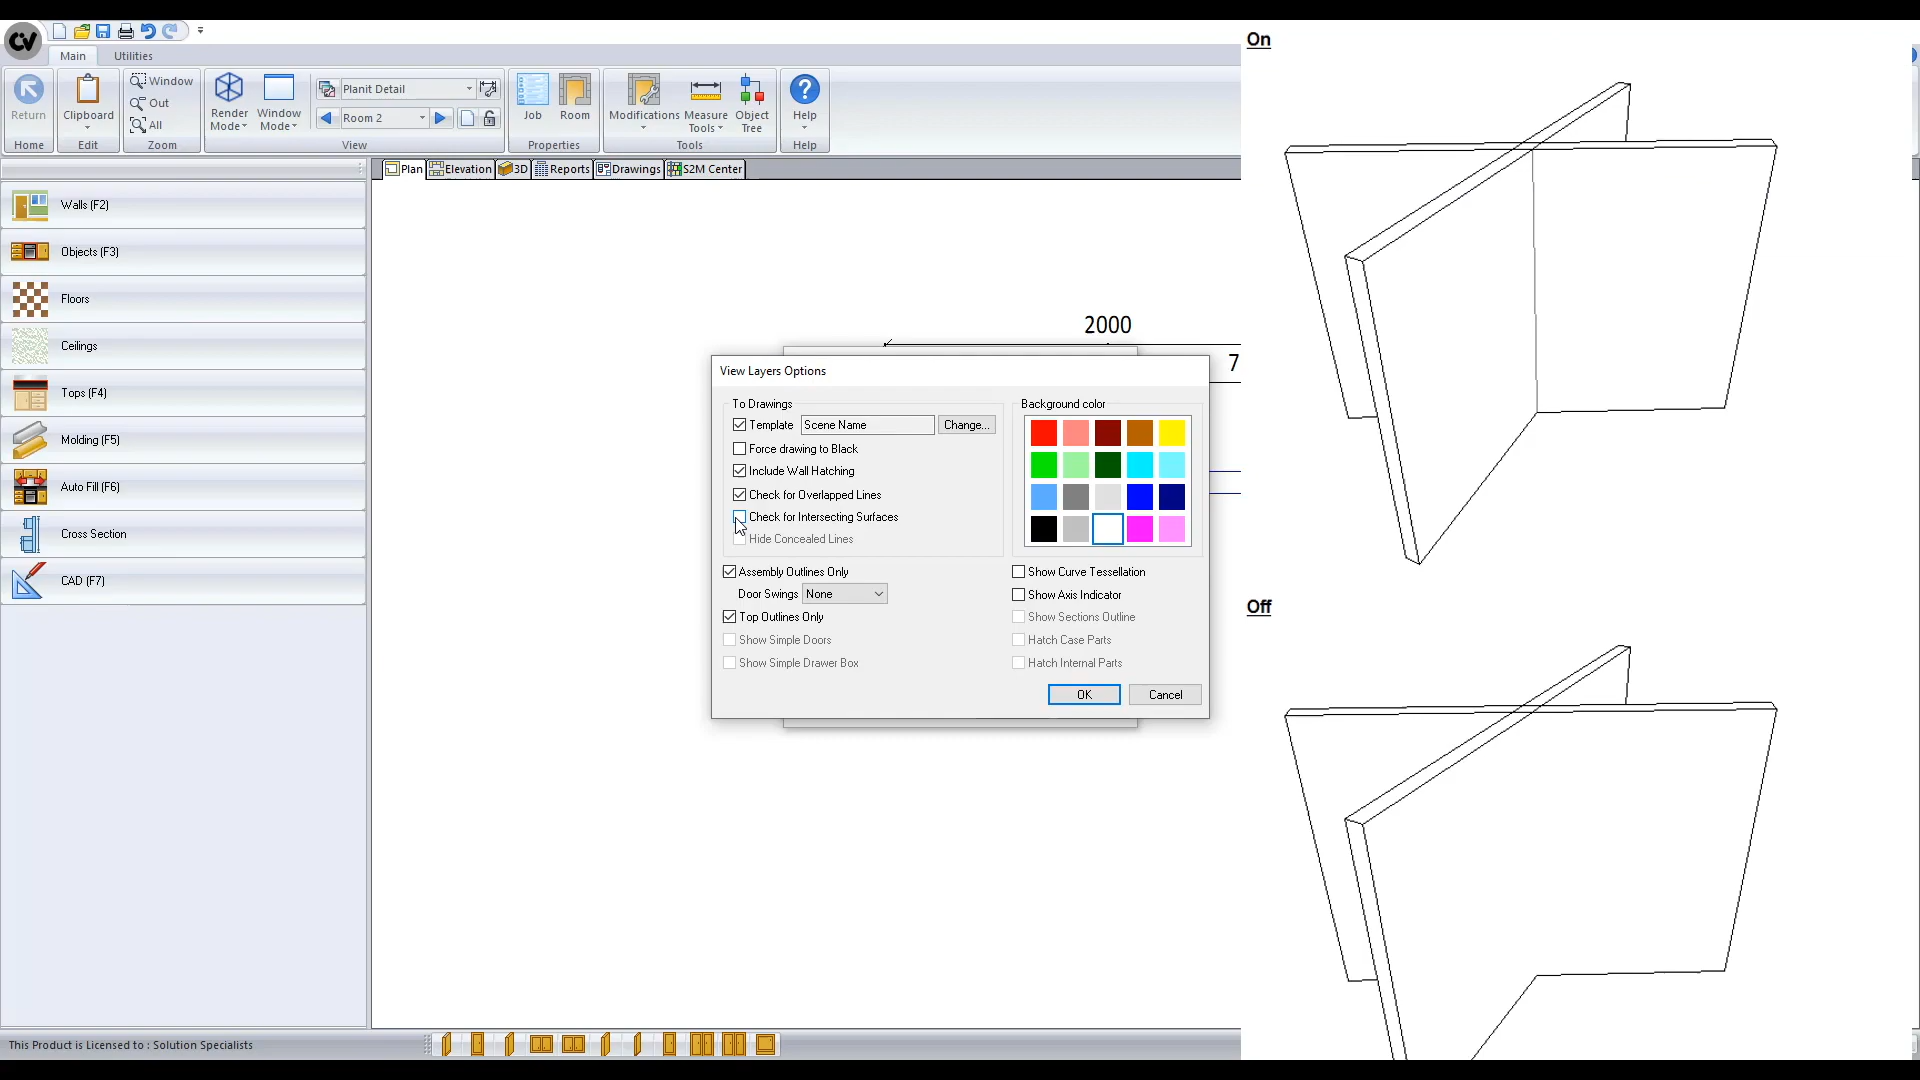 CV
Main
Utilities
Return
Clipboard
Window
Out
All
Render
Mode
Window
Mode
Planit Detail
Room 2
Job
Room
Modifications
Measure
Tools
Object
Tree
Help
Home
Edit
Zoom
View
Properties
Tools
Help
Plan
Elevation
3D
Reports
Drawings
S2M Center
Walls (F2)
Objects (F3)
Floors
Ceilings
Tops (F4)
Molding (F5)
Auto Fill (F6)
Cross Section
CAD (F7)
2000
7
View Layers Options
To Drawings
Template
Scene Name
Change...
Force drawing to Black
Include Wall Hatching
Check for Overlapped Lines
Check for Intersecting Surfaces
Hide Concealed Lines
Assembly Outlines Only
Door Swings
None
Top Outlines Only
Show Simple Doors
Show Simple Drawer Box
Background color
Show Curve Tessellation
Show Axis Indicator
Show Sections Outline
Hatch Case Parts
Hatch Internal Parts
OK
Cancel
On
Off
This Product is Licensed to : Solution Specialists